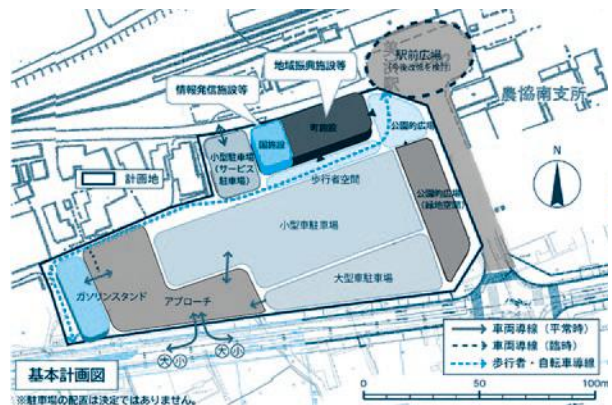 駅前広場
(今後改修を検討)
地域振興施設等
情報発信施設等
農協南支所
国施設
町施設
公園的広場
小型駐車場
(サービス
駐車場)
計画地
歩行者空間
公園的広場
(緑地空間)
N
小型車駐車場
大型車駐車場
ガソリンスタンド
アプローチ
大 小
大 小
車両導線(平常時)
車両導線(臨時)
歩行者・自転車導線
基本計画図
0 50 100m
※駐車場の配置は決定ではありません。